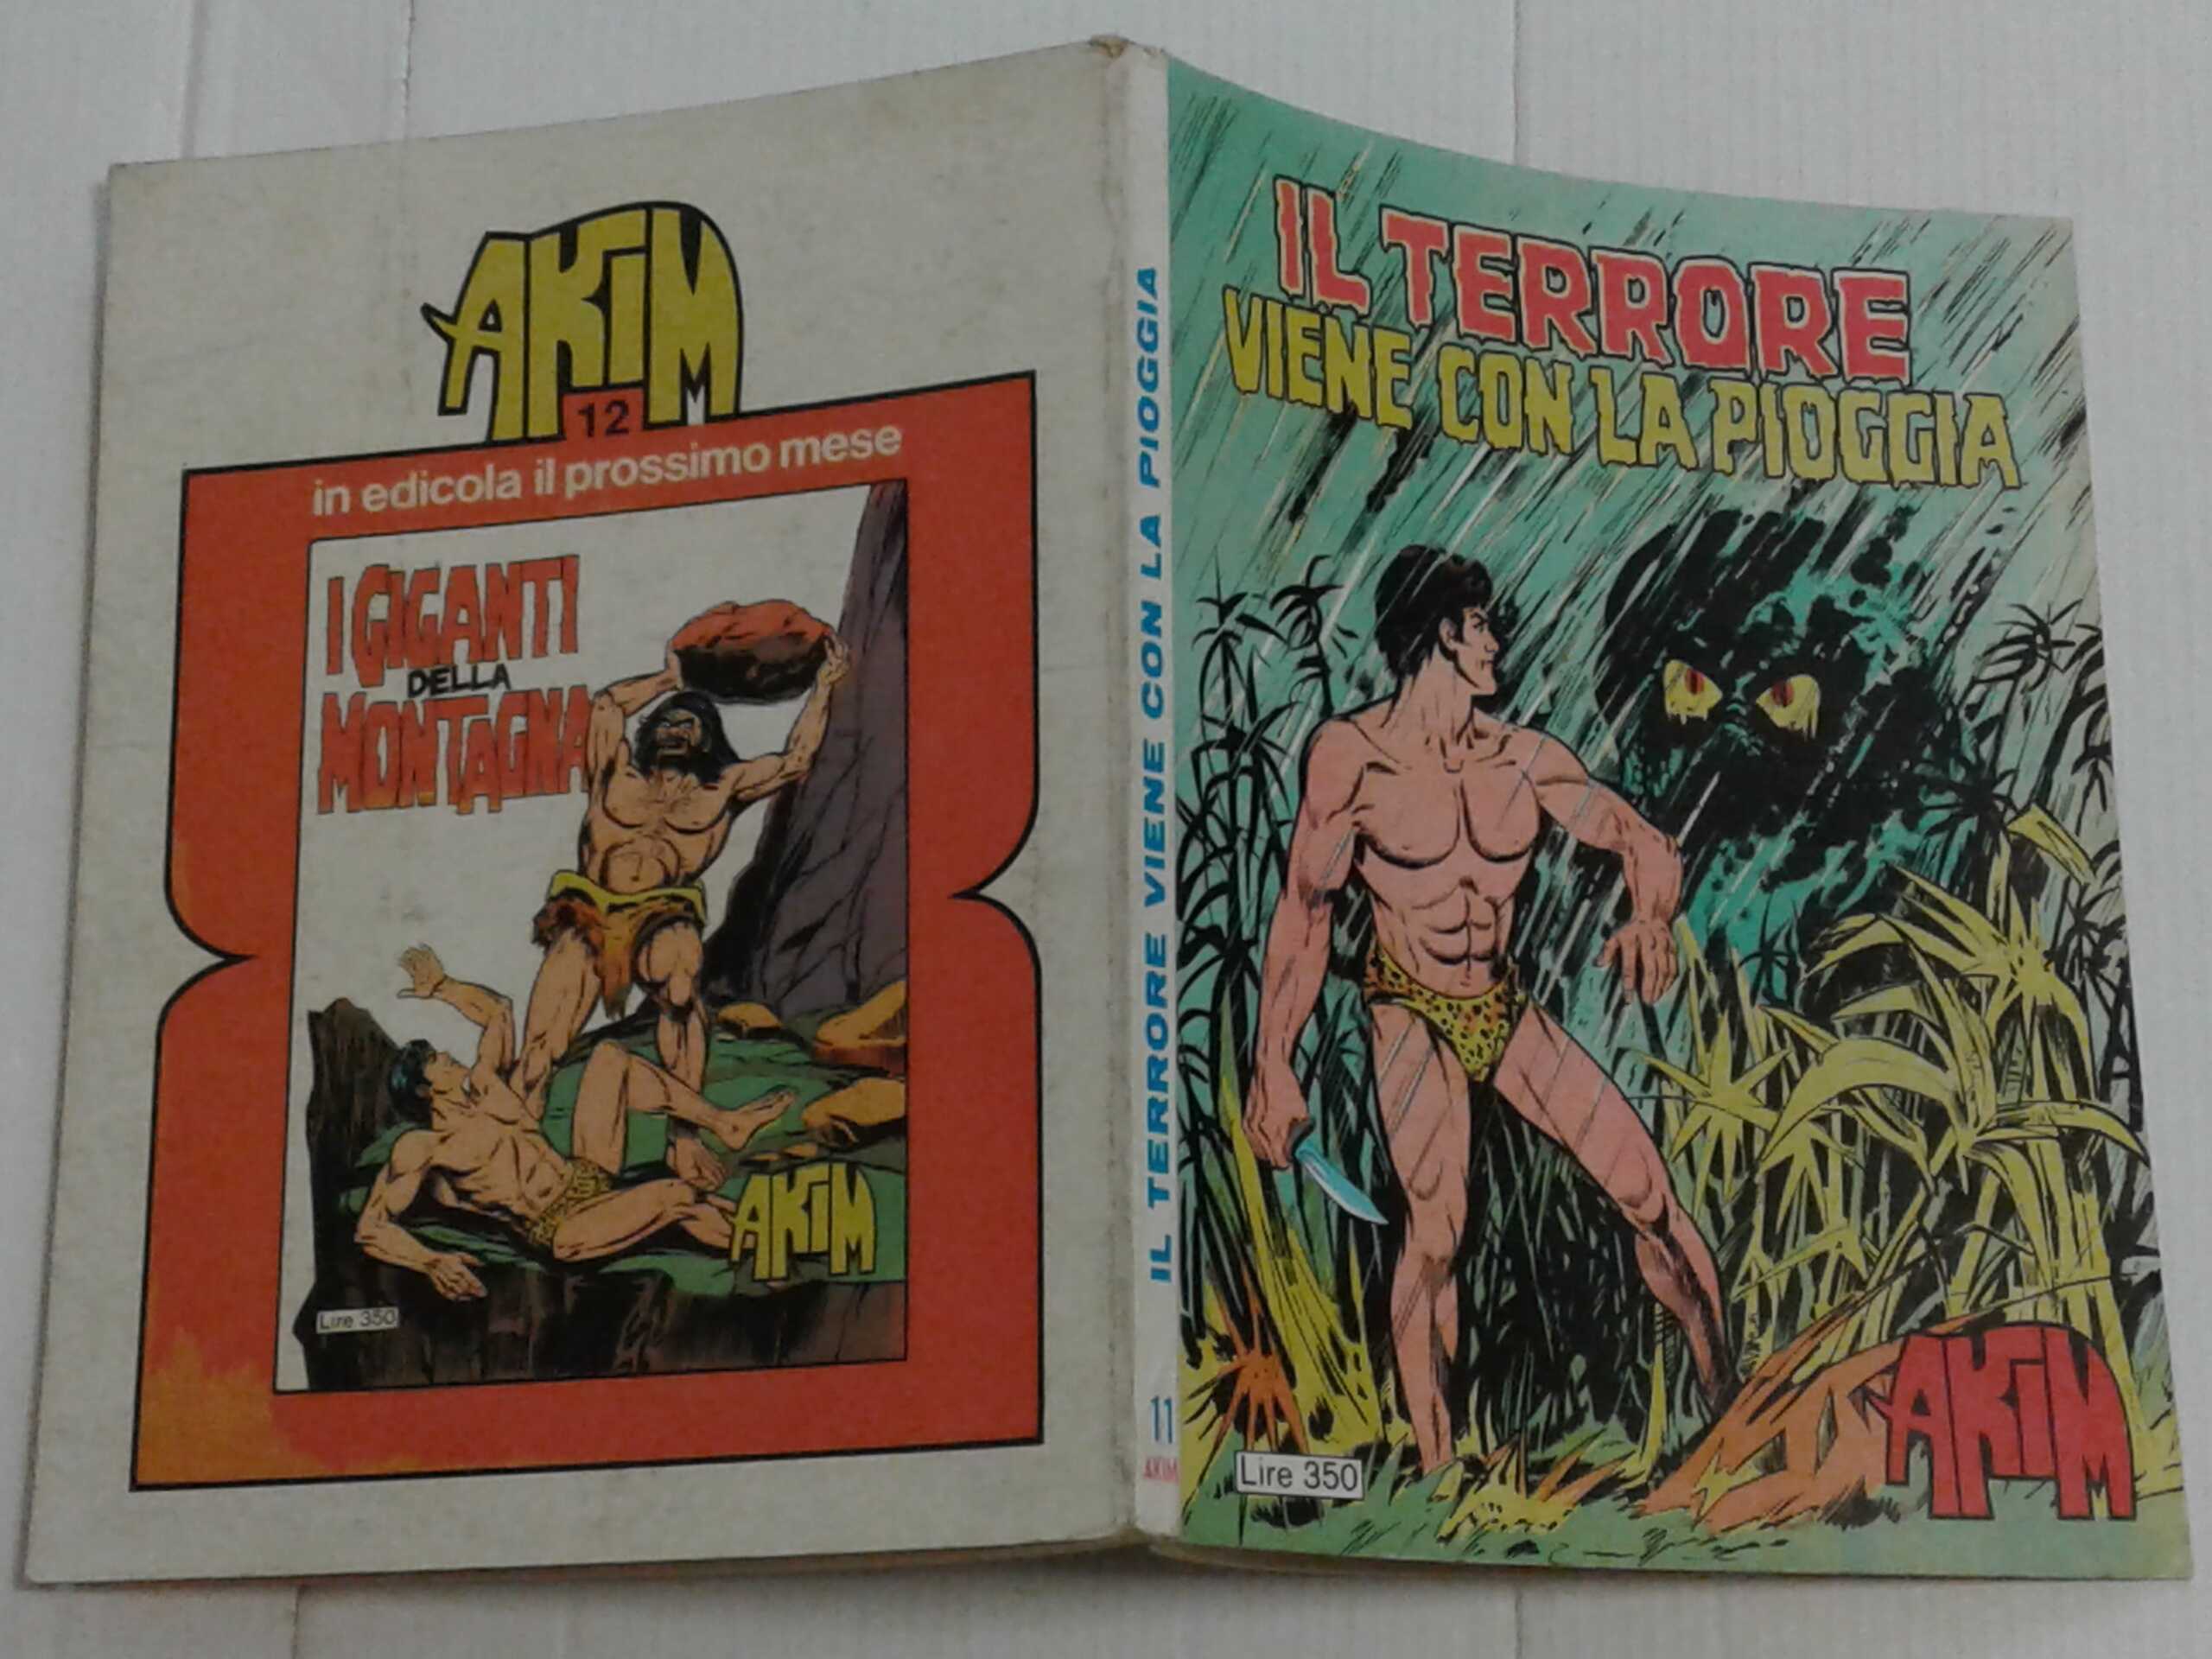 AKIM
12
in edicola il prossimo mese
I GIGANTI
DELLA
MONTAGNA
AKIM
Lire 350
IL TERRORE VIENE CON LA PIOGGIA
11
AKIM
IL TERRORE
VIENE CON LA PIOGGIA
Lire 350
AKIM